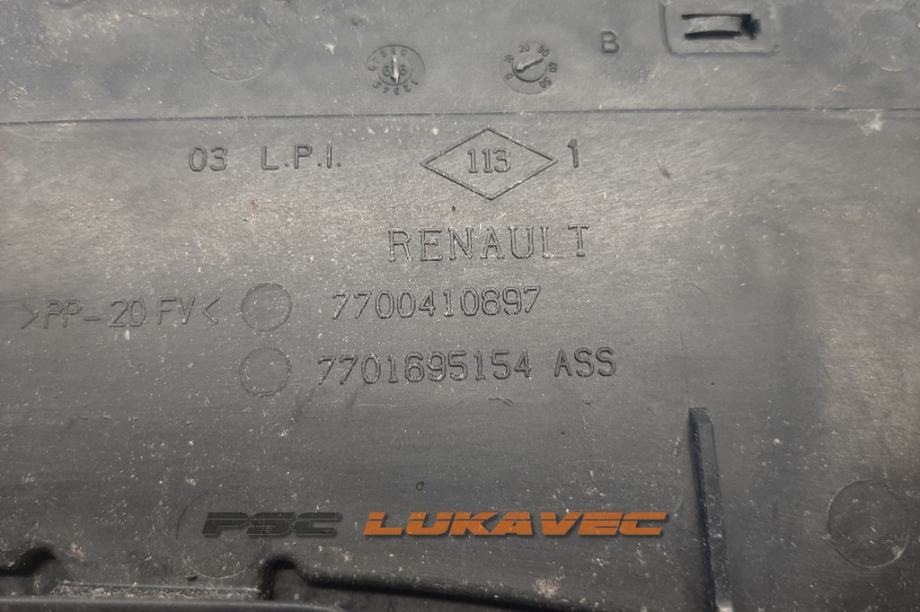 B
03 L.P.I. 113 1
RENAULT
>PP-20 FV< 7700410897
7701695154 ASS
PSC LUKAVEC